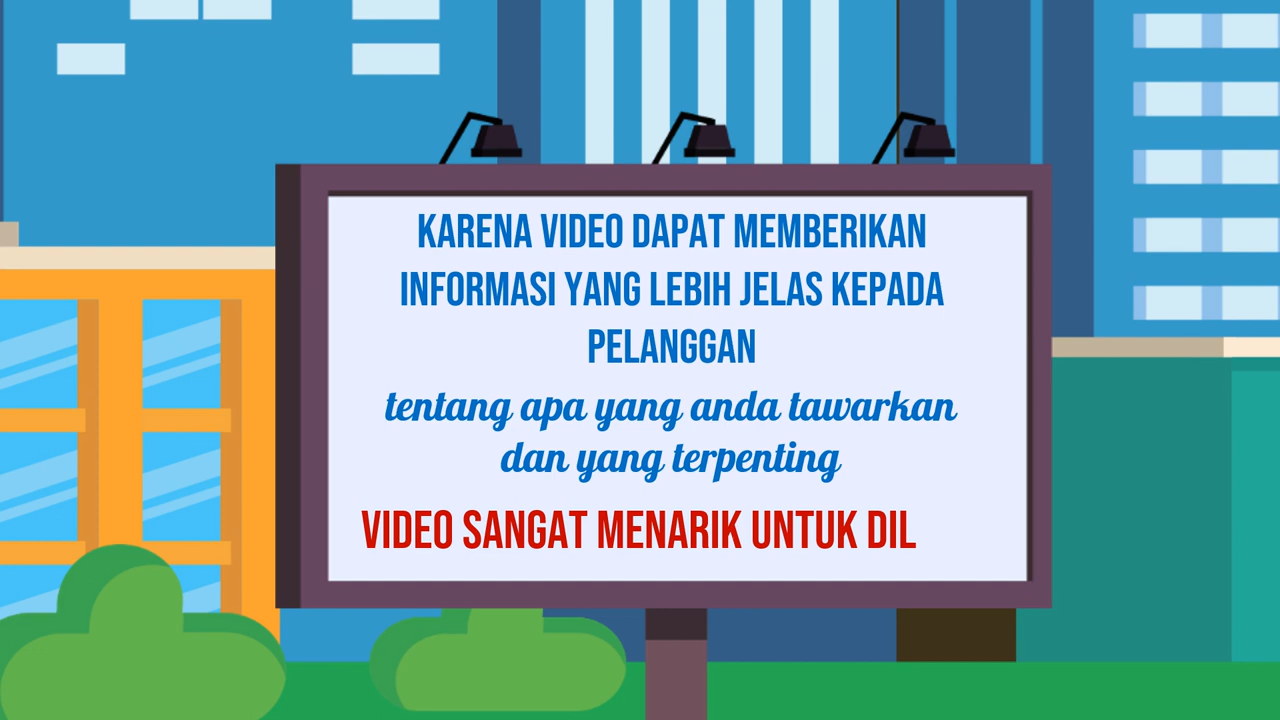 KARENA VIDEO DAPAT MEMBERIKAN
INFORMASI YANG LEBIH JELAS KEPADA
PELANGGAN
tentang apa yang anda tawarkan
dan yang terpenting
VIDEO SANGAT MENARIK UNTUK DIL